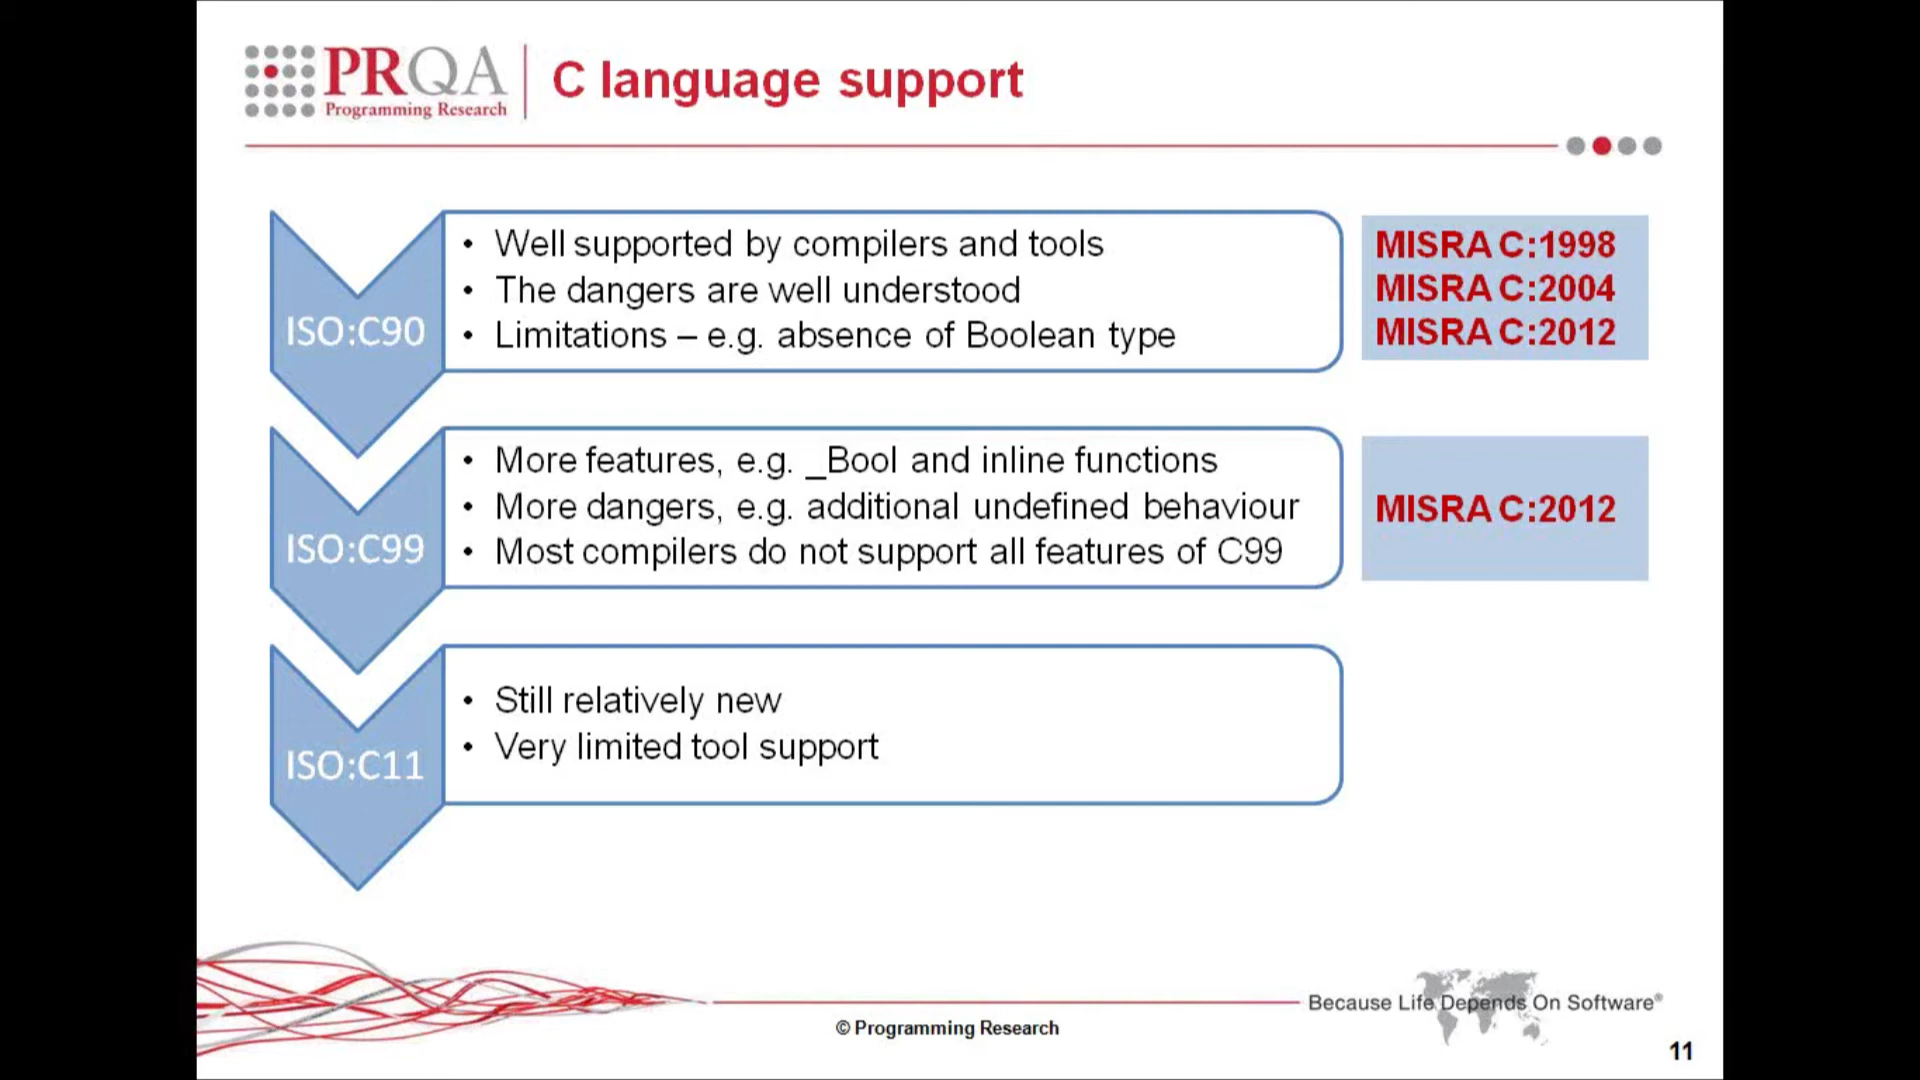 PRQA
Programming Research
C language support
ISO:C90
• Well supported by compilers and tools
• The dangers are well understood
• Limitations – e.g. absence of Boolean type
MISRA C:1998
MISRA C:2004
MISRA C:2012
ISO:C99
• More features, e.g. _Bool and inline functions
• More dangers, e.g. additional undefined behaviour
• Most compilers do not support all features of C99
MISRA C:2012
ISO:C11
• Still relatively new
• Very limited tool support
Because Life Depends On Software®
© Programming Research
11